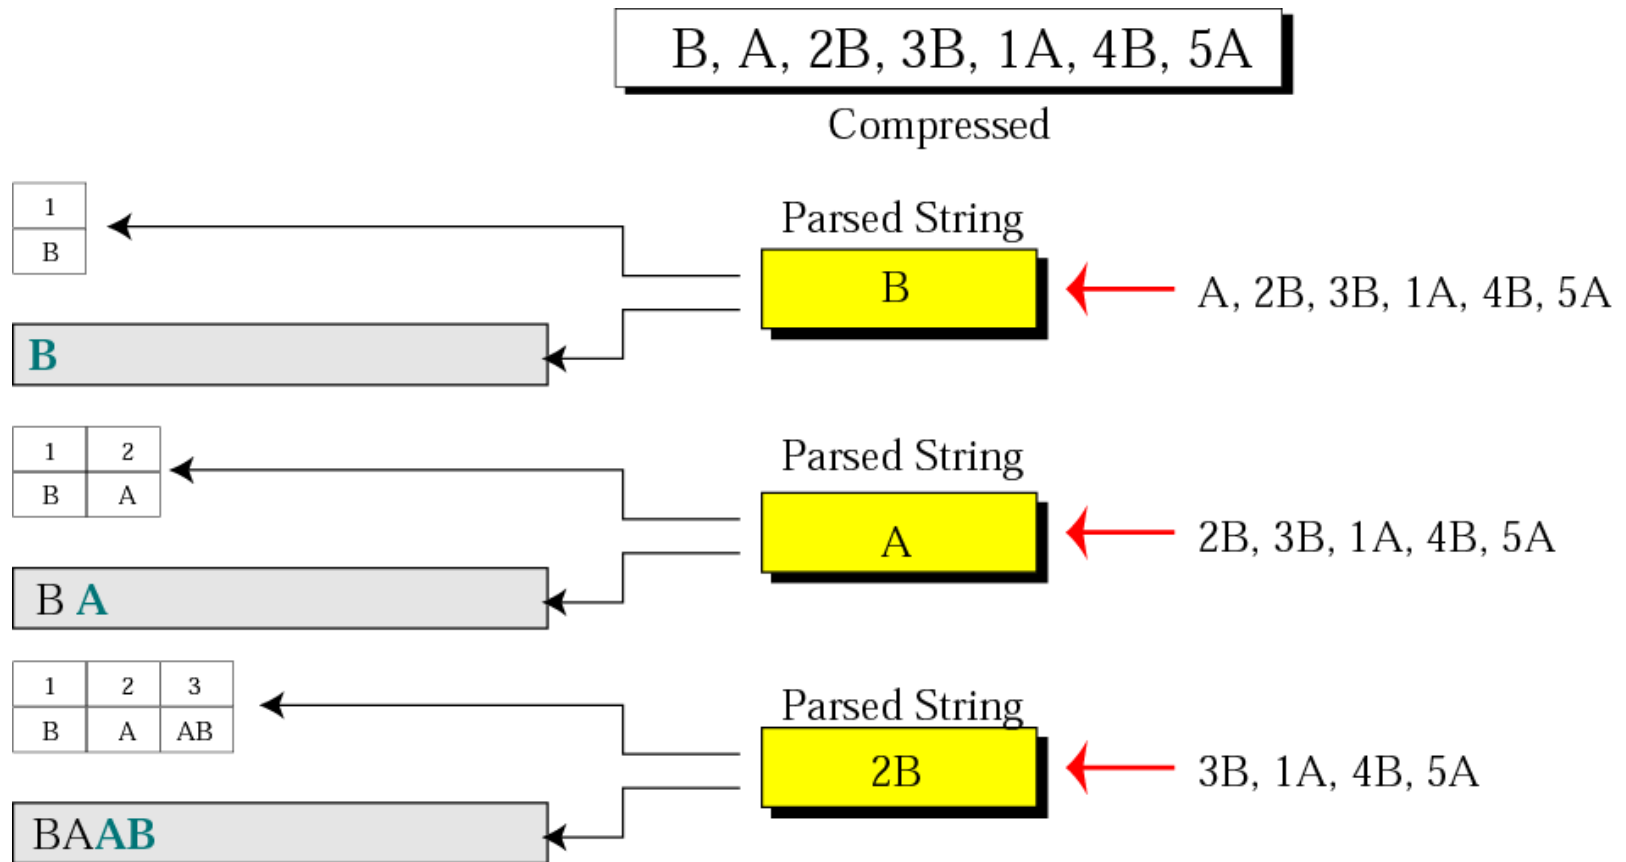 B, A, 2B, 3B, 1A, 4B, 5A
Compressed
1
B
Parsed String
B
A, 2B, 3B, 1A, 4B, 5A
B
1 2
B A
Parsed String
A
2B, 3B, 1A, 4B, 5A
B A
1 2 3
B A AB
Parsed String
2B
3B, 1A, 4B, 5A
BAAB